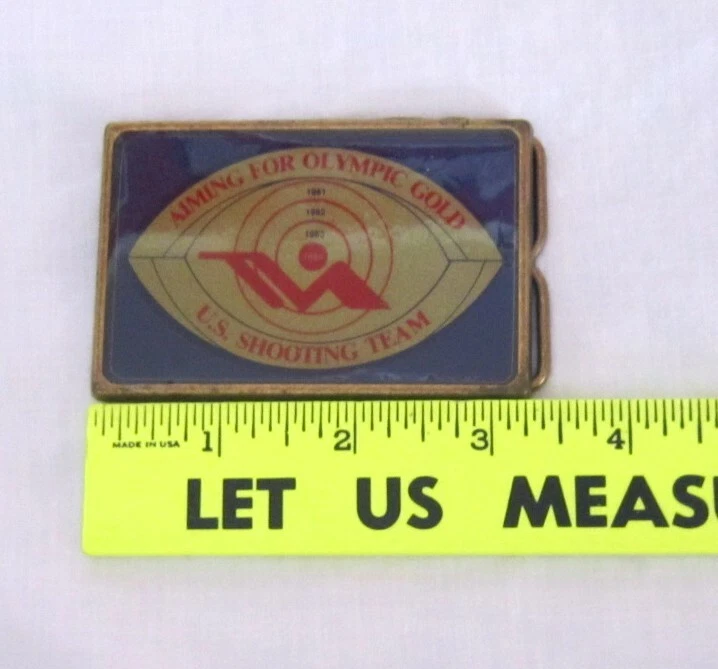 AIMING FOR OLYMPIC GOLD
1981
1982
1983
1984
U.S. SHOOTING TEAM
MADE IN USA 1 2 3 4
LET US MEASU